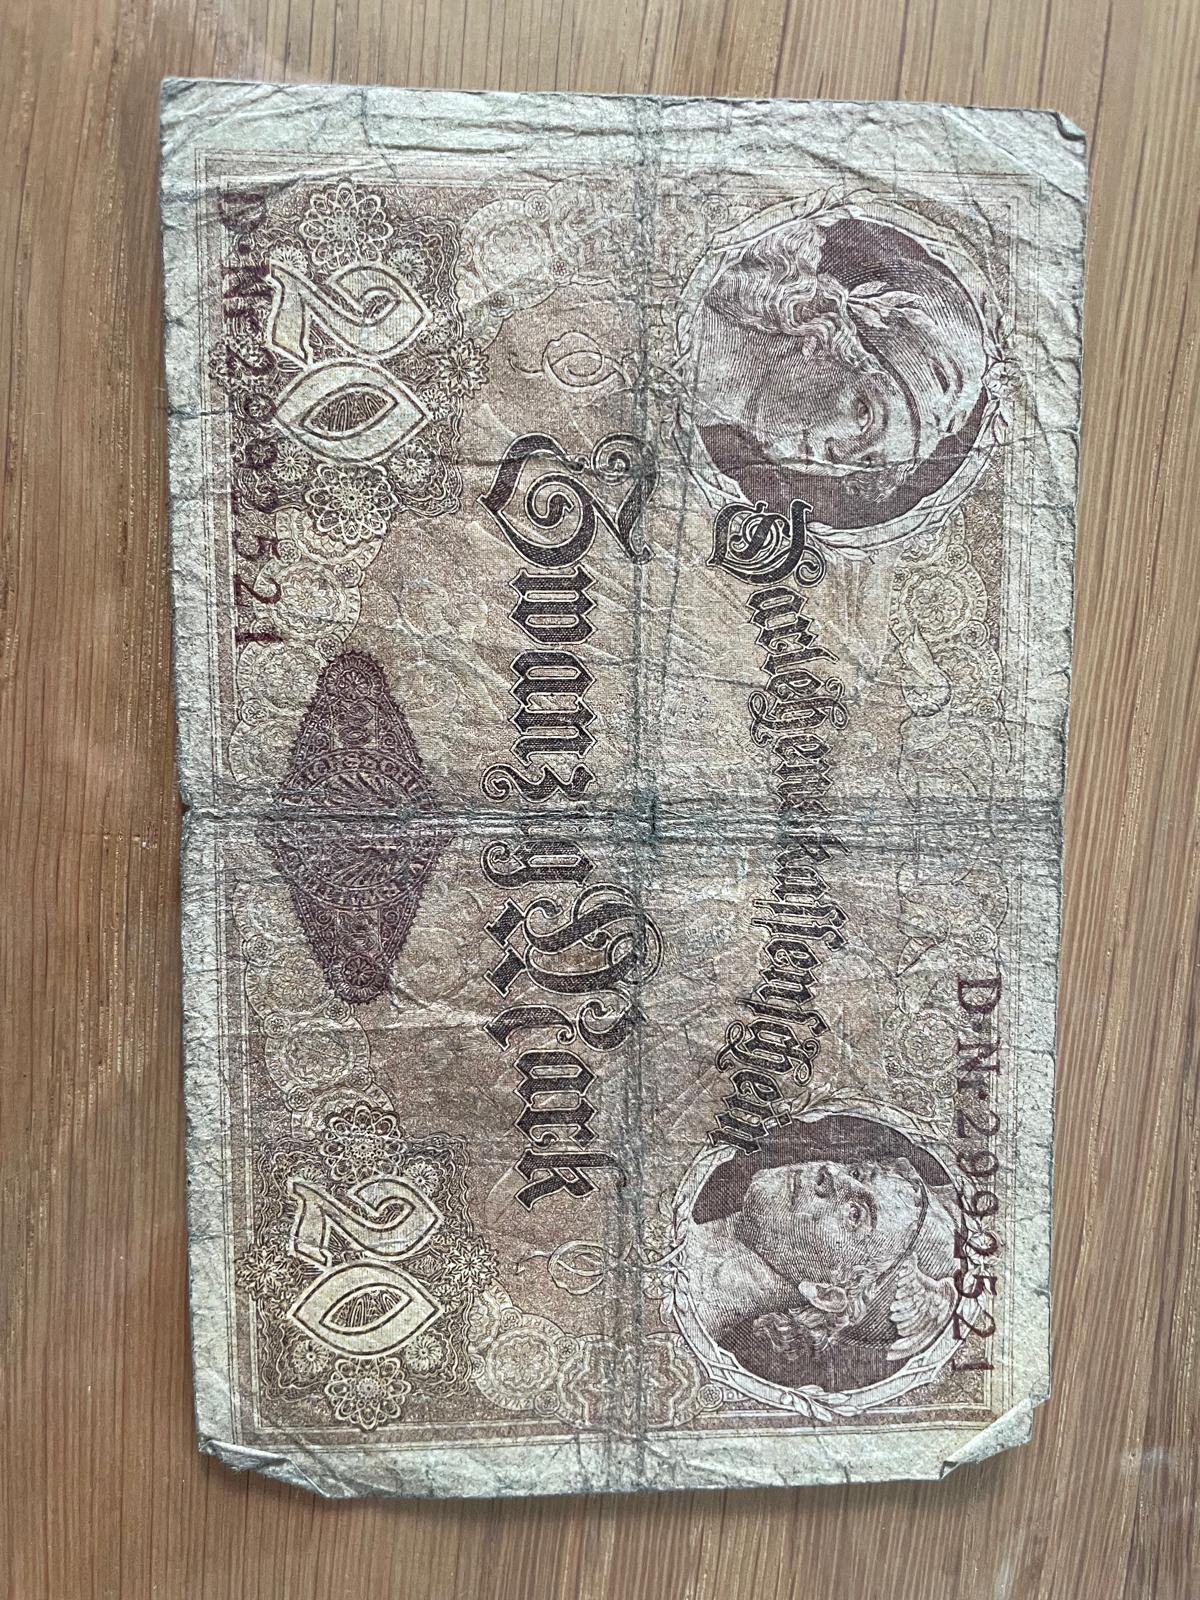 D·Nr 2992521
Darlehenskassenschein
Zwanzig Mark
20
20
D·Nr 2992521